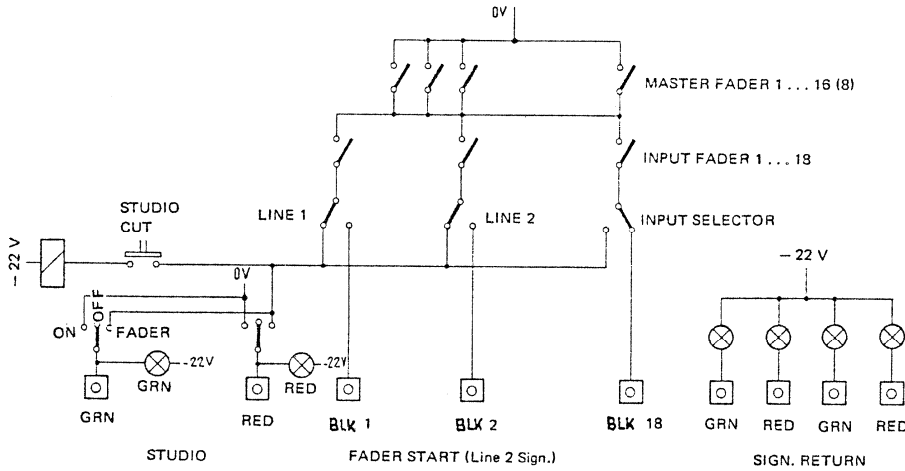 0V
MASTER FADER 1 . . . 16 (8)
INPUT FADER 1 . . . 18
LINE 1
LINE 2
INPUT SELECTOR
STUDIO
CUT
- 22 V
0V
ON
OFF
FADER
-22V
GRN
-22V
RED
GRN
RED
BLK 1
BLK 2
BLK 18
- 22 V
GRN
RED
GRN
RED
STUDIO
FADER START (Line 2 Sign.)
SIGN. RETURN